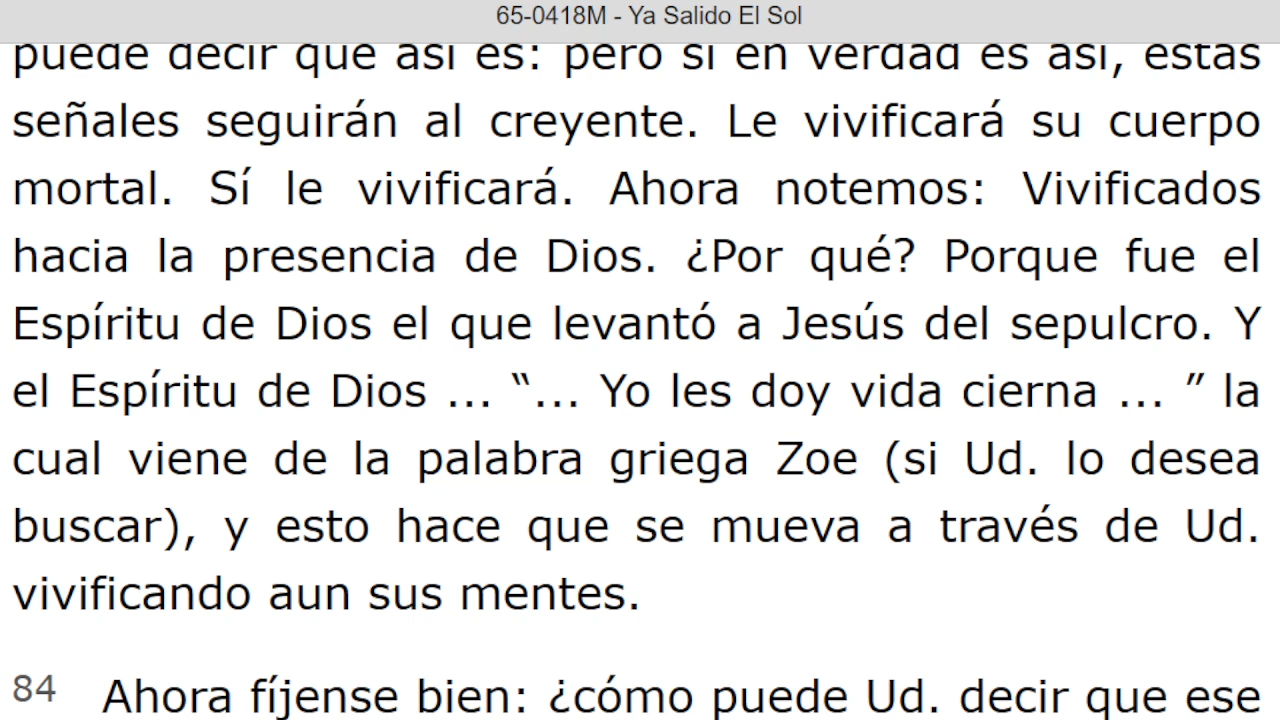 65-0418M - Ya Salido El Sol
puede decir que así es: pero si en verdad es así, estas
señales seguirán al creyente. Le vivificará su cuerpo
mortal. Sí le vivificará. Ahora notemos: Vivificados
hacia la presencia de Dios. ¿Por qué? Porque fue el
Espíritu de Dios el que levantó a Jesús del sepulcro. Y
el Espíritu de Dios ... “... Yo les doy vida cierna ... ” la
cual viene de la palabra griega Zoe (si Ud. lo desea
buscar), y esto hace que se mueva a través de Ud.
vivificando aun sus mentes.
84 Ahora fíjense bien: ¿cómo puede Ud. decir que ese